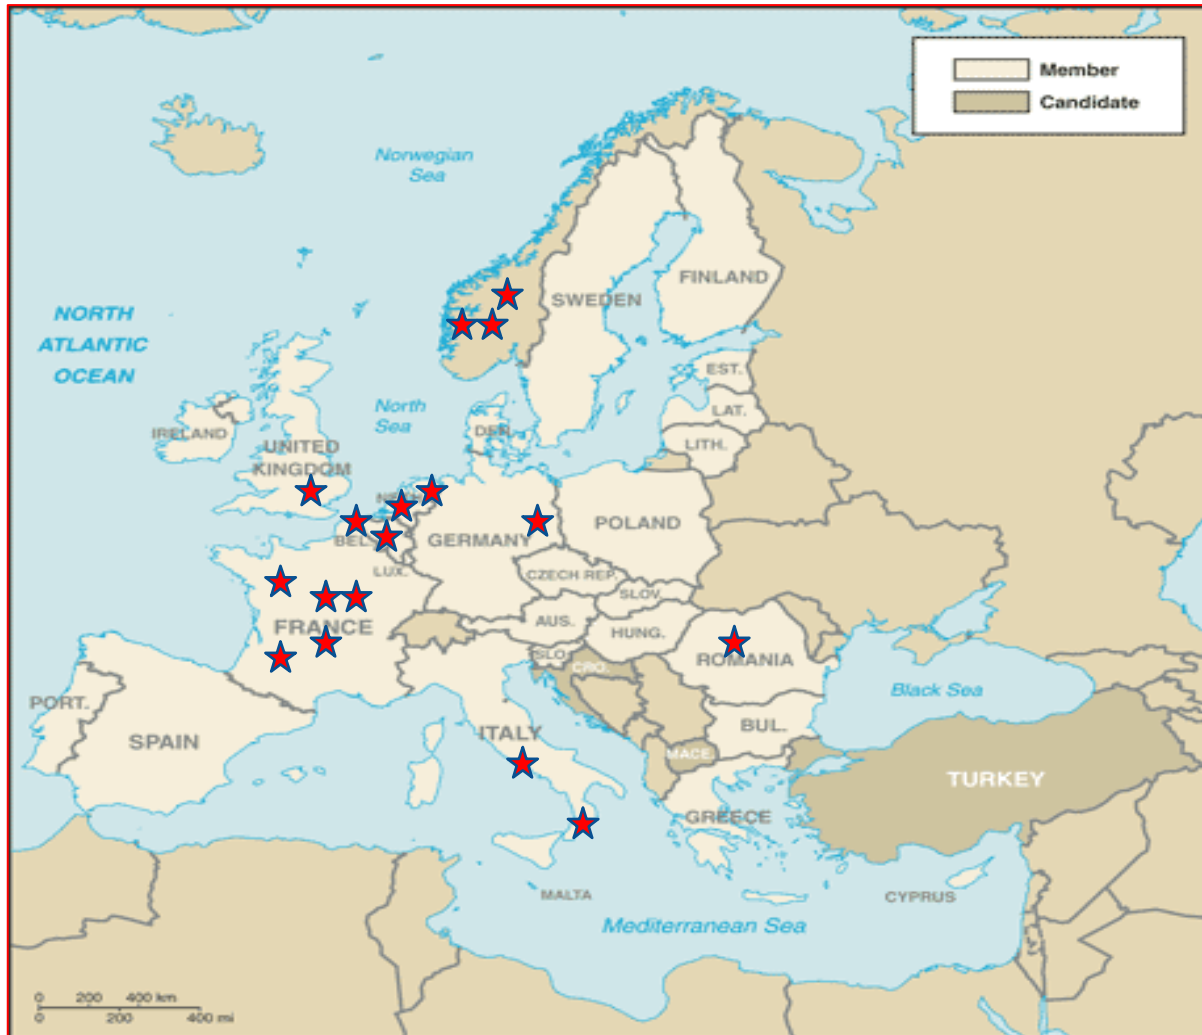 Member
Candidate
Norwegian
Sea
FINLAND
SWEDEN
NORTH
ATLANTIC
OCEAN
EST.
North
Sea
LAT.
IRELAND
DEN.
LITH.
UNITED
KINGDOM
POLAND
GERMANY
BEL.
LUX.
CZECH REP.
SLOV.
AUS.
HUNG.
FRANCE
SLO.
CRO.
ROMANIA
Black Sea
PORT.
SPAIN
ITALY
BUL.
MACE.
TURKEY
GREECE
MALTA
CYPRUS
Mediterranean Sea
0 200 400 km
0 200 400 mi